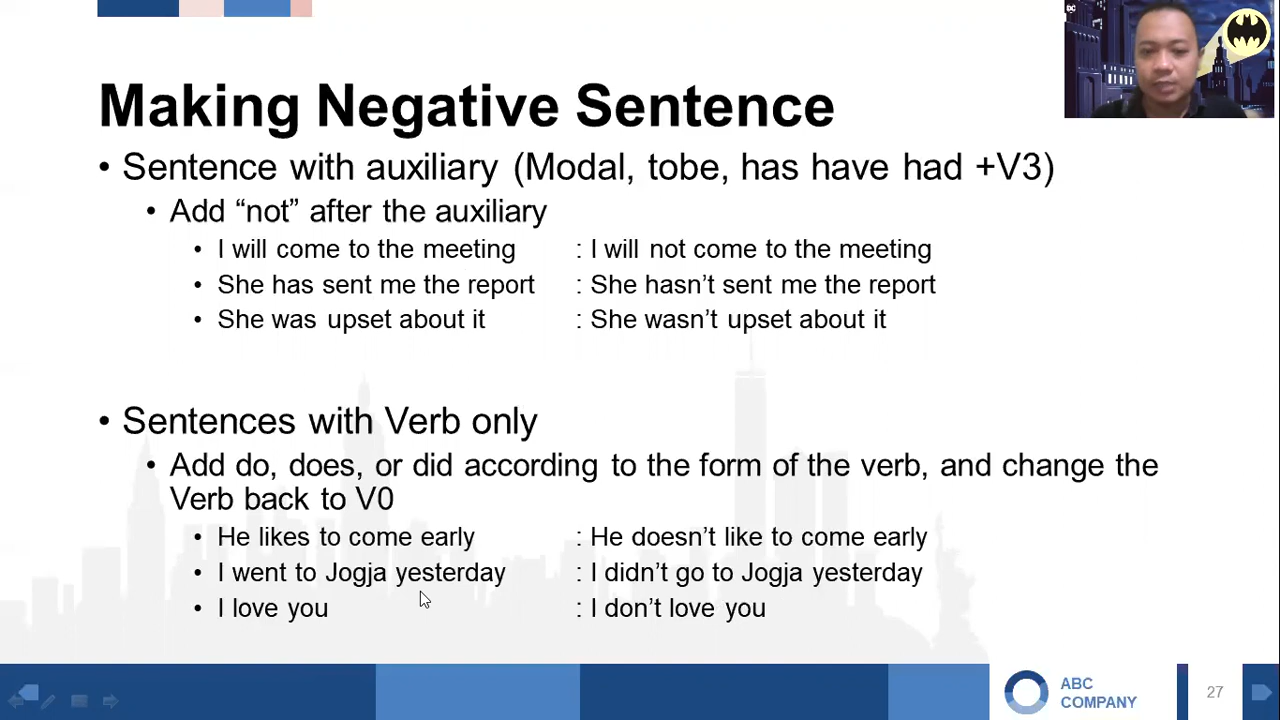 DC
Making Negative Sentence
• Sentence with auxiliary (Modal, tobe, has have had +V3)
• Add “not” after the auxiliary
• I will come to the meeting : I will not come to the meeting
• She has sent me the report : She hasn’t sent me the report
• She was upset about it : She wasn’t upset about it
• Sentences with Verb only
• Add do, does, or did according to the form of the verb, and change the
Verb back to V0
• He likes to come early : He doesn’t like to come early
• I went to Jogja yesterday : I didn’t go to Jogja yesterday
• I love you : I don’t love you
ABC
COMPANY
27